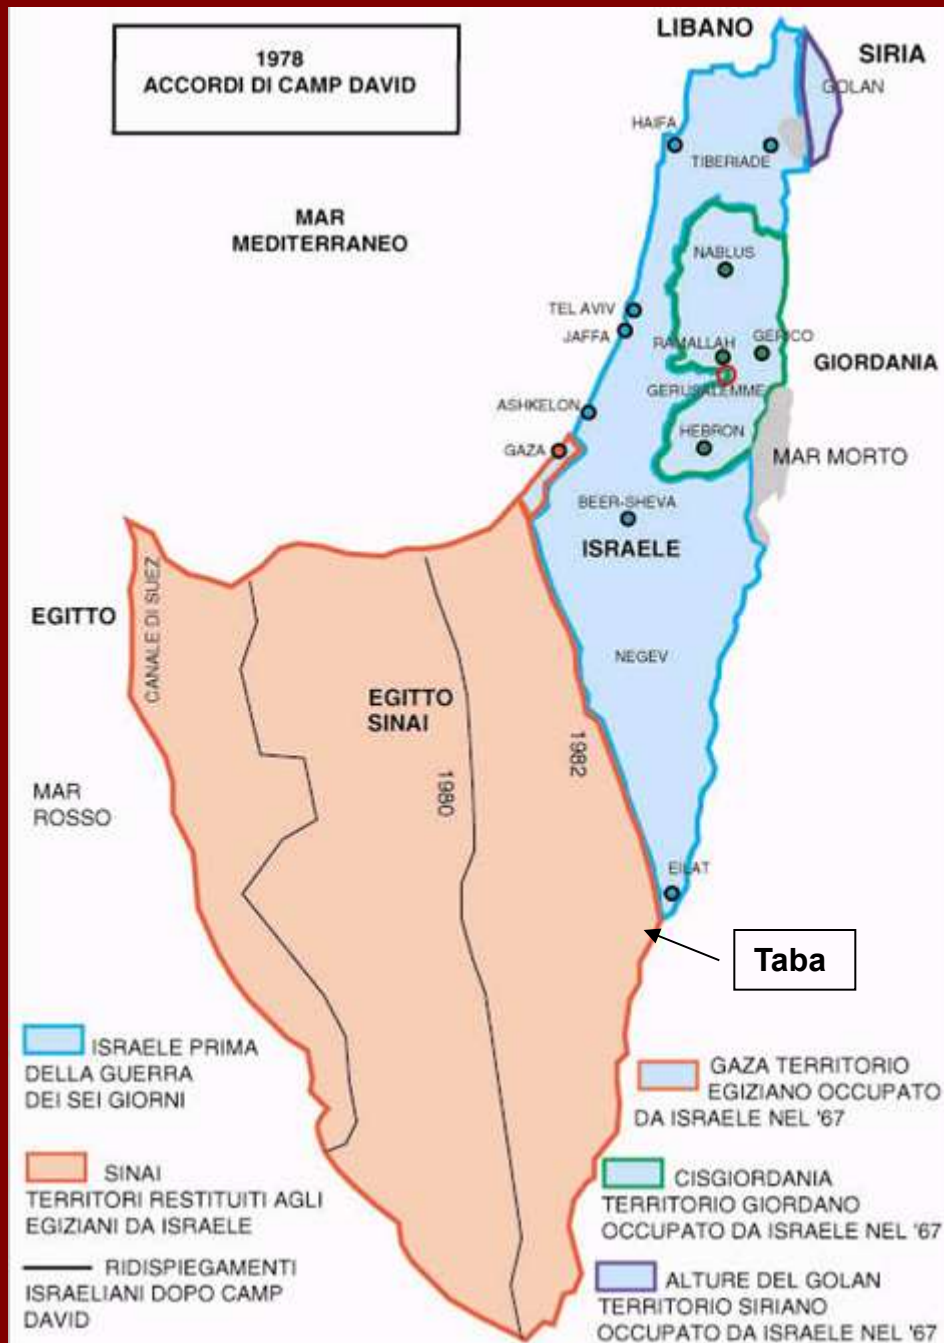 1978
ACCORDI DI CAMP DAVID
LIBANO
SIRIA
GOLAN
HAIFA
TIBERIADE
MAR
MEDITERRANEO
NABLUS
TEL AVIV
JAFFA
RAMALLAH
GERICO
GIORDANIA
GERUSALEMME
ASHKELON
HEBRON
GAZA
MAR MORTO
BEER-SHEVA
ISRAELE
CANALE DI SUEZ
EGITTO
NEGEV
EGITTO
SINAI
1982
1980
MAR
ROSSO
EILAT
Taba
ISRAELE PRIMA
DELLA GUERRA
DEI SEI GIORNI
SINAI
TERRITORI RESTITUITI AGLI
EGIZIANI DA ISRAELE
RIDISPIEGAMENTI
ISRAELIANI DOPO CAMP
DAVID
GAZA TERRITORIO
EGIZIANO OCCUPATO
DA ISRAELE NEL '67
CISGIORDANIA
TERRITORIO GIORDANO
OCCUPATO DA ISRAELE NEL '67
ALTURE DEL GOLAN
TERRITORIO SIRIANO
OCCUPATO DA ISRAELE NEL '67